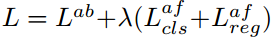 L = L^{ab} + λ(L^{af}_{cls} + L^{af}_{reg})